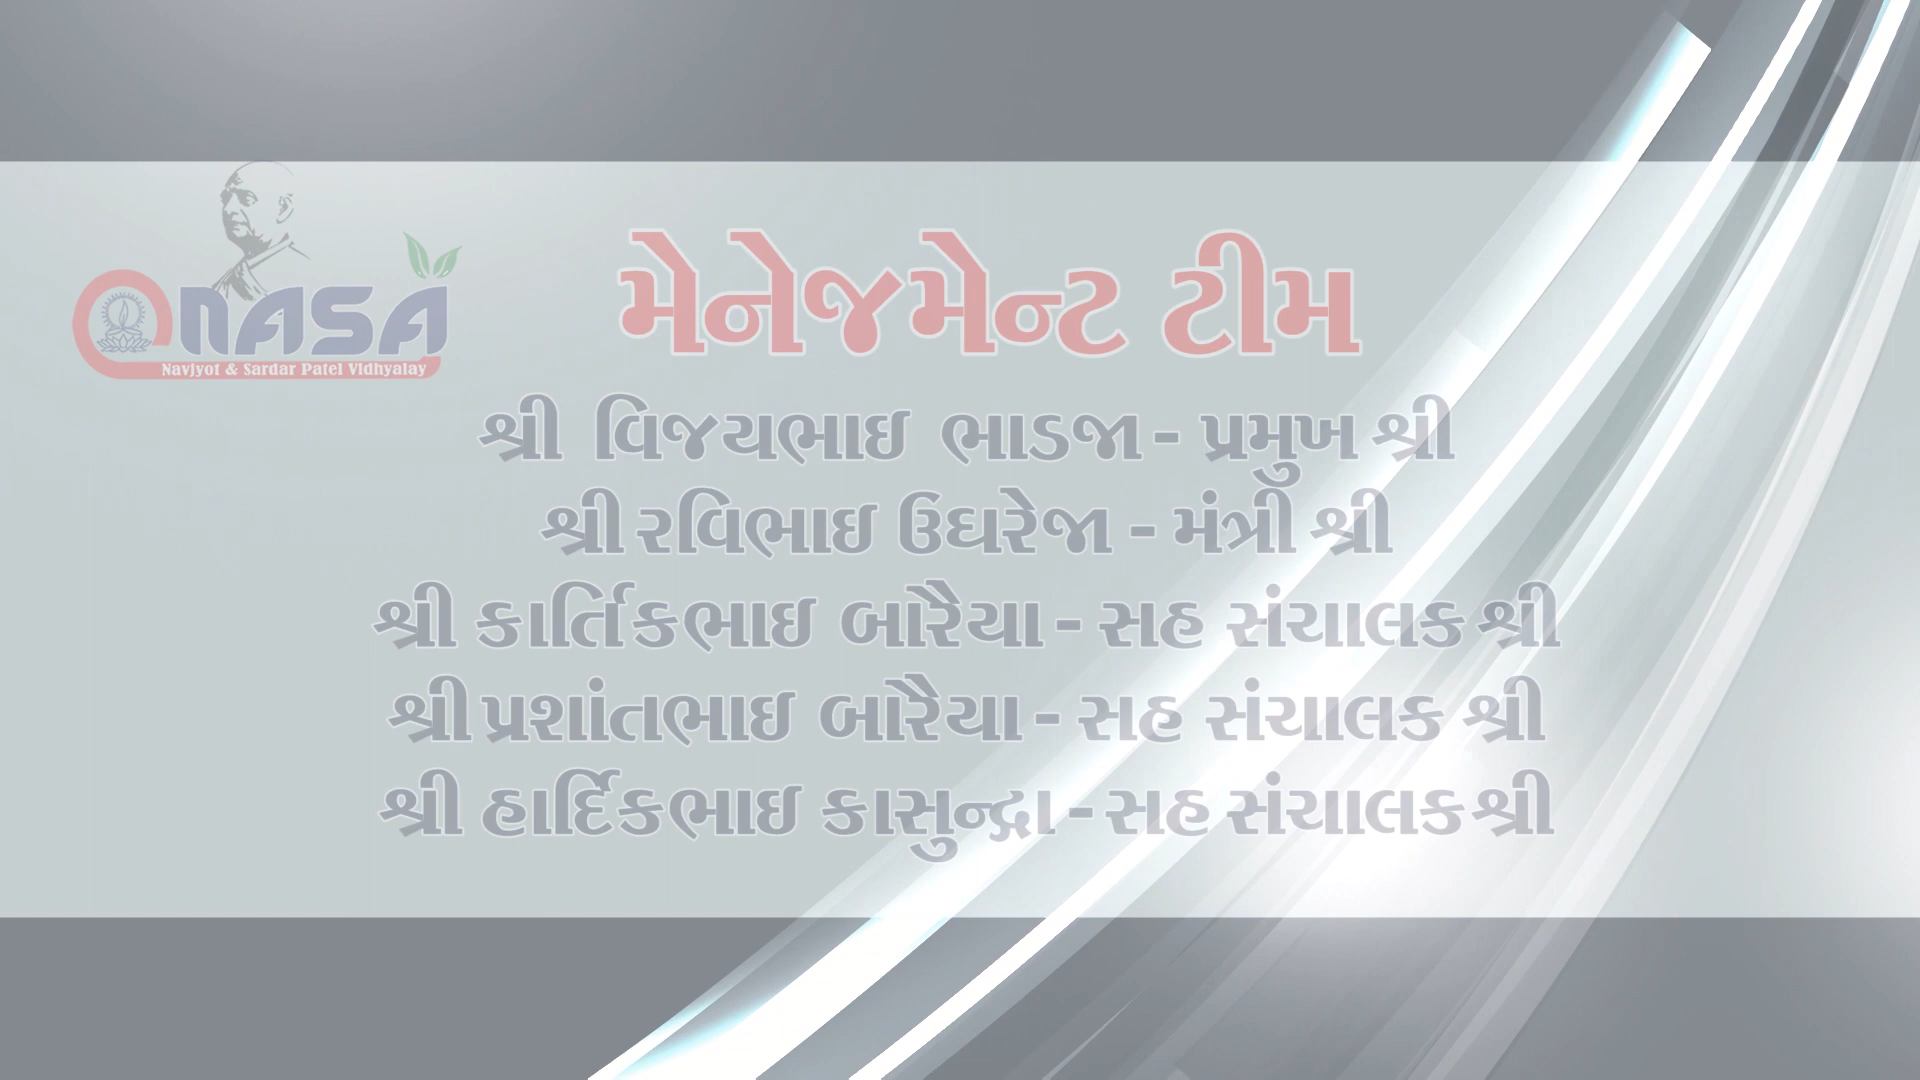 NASA
Navjyot & Sardar Patel Vidhyalay
મેનેજમેન્ટ ટીમ
શ્રી વિજયભાઇ ભાડજા - પ્રમુખ શ્રી
શ્રી રવિભાઇ ઉઘરેજા - મંત્રી શ્રી
શ્રી કાર્તિકભાઇ બારૈયા - સહ સંચાલક શ્રી
શ્રી પ્રશાંતભાઇ બારૈયા - સહ સંચાલક શ્રી
શ્રી હાર્દિકભાઇ કાસુન્દ્રા - સહ સંચાલક શ્રી